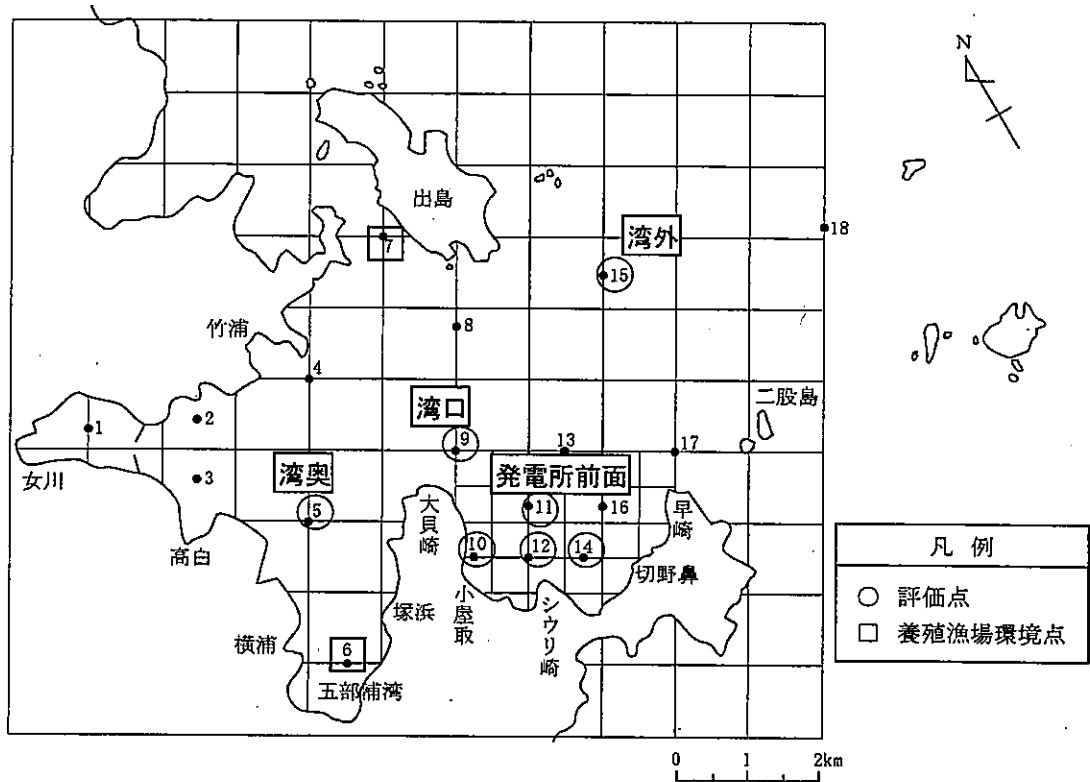 N
出島
湾外
18
15
7
8
竹浦
4
二股島
湾口
2
1
9
13
17
女川
湾奥
3
発電所前面
大貝崎
11
16
早崎
5
高白
10
12
14
切野鼻
塚浜
小屋取
シウリ崎
横浦
6
五部浦湾
凡例
○ 評価点
□ 養殖漁場環境点
0 1 2km